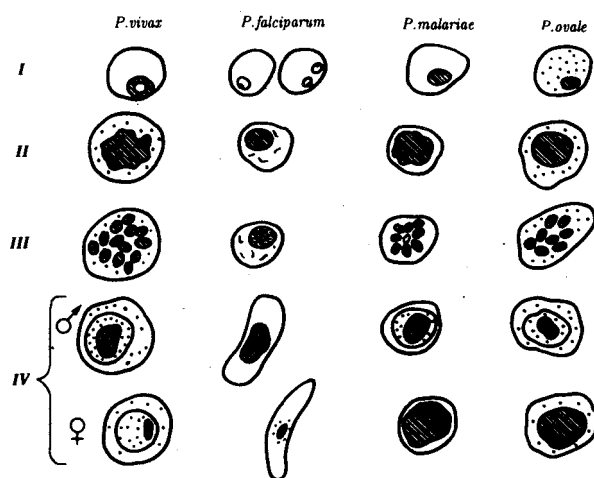 P.vivax P.falciparum P.malariae P.ovale
I
II
III
♂
IV
♀